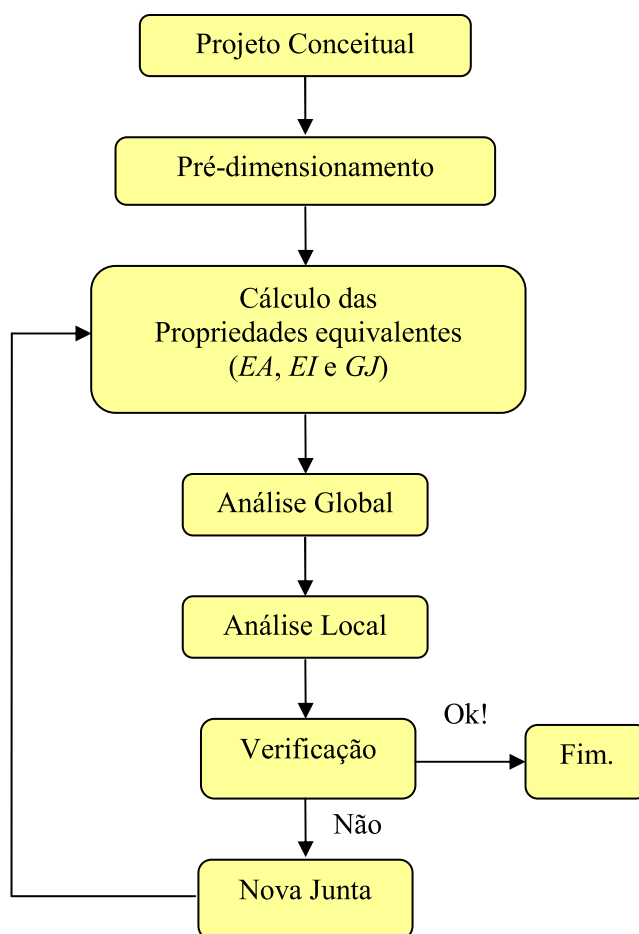 Projeto Conceitual
Pré-dimensionamento
Cálculo das
Propriedades equivalentes
(EA, EI e GJ)
Análise Global
Análise Local
Verificação
Ok!
Fim.
Não
Nova Junta